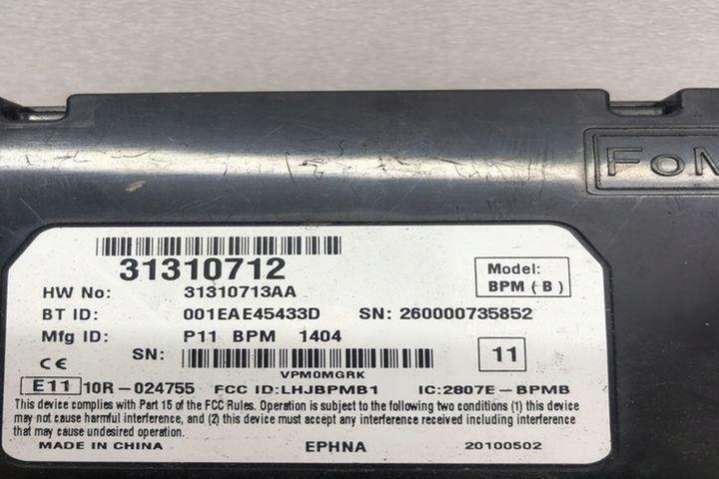 FoM
31310712
Model:
BPM ( B )
HW No: 31310713AA
BT ID: 001EAE45433D SN: 260000735852
Mfg ID: P11 BPM 1404
SN:
11
VPM0MGRK
CE
E11 10R-024755 FCC ID:LHJBPMB1 IC:2807E-BPMB
This device complies with Part 15 of the FCC Rules. Operation is subject to the following two conditions (1) this device
may not cause harmful interference, and (2) this device must accept any interference received including interference
that may cause undesired operation.
MADE IN CHINA EPHNA 20100502